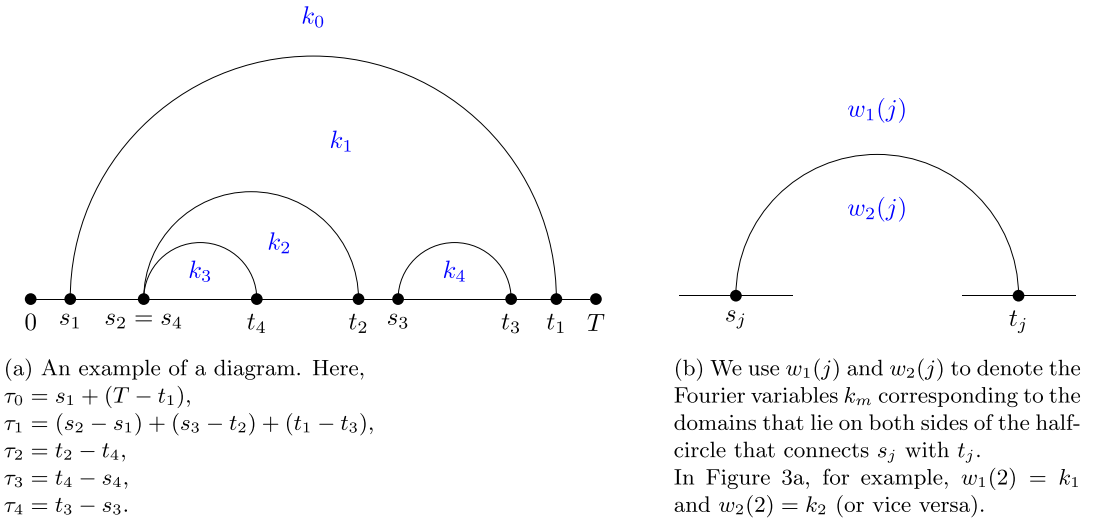 k₀
k₁
k₂
k₃
k₄
0 s₁ s₂ = s₄ t₄ t₂ s₃ t₃ t₁ T
(a) An example of a diagram. Here,
τ₀ = s₁ + (T − t₁),
τ₁ = (s₂ − s₁) + (s₃ − t₂) + (t₁ − t₃),
τ₂ = t₂ − t₄,
τ₃ = t₄ − s₄,
τ₄ = t₃ − s₃.
w₁(j)
w₂(j)
sⱼ tⱼ
(b) We use w₁(j) and w₂(j) to denote the
Fourier variables kₘ corresponding to the
domains that lie on both sides of the half-
circle that connects sⱼ with tⱼ.
In Figure 3a, for example, w₁(2) = k₁
and w₂(2) = k₂ (or vice versa).